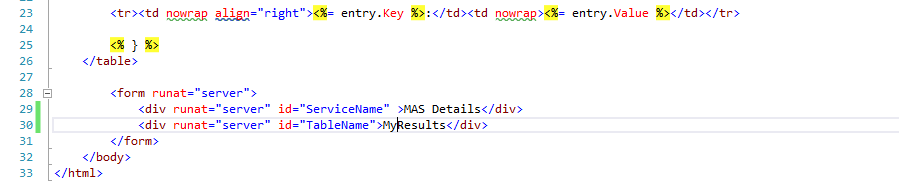 23 <tr><td nowrap align="right"><%= entry.Key %>:</td><td nowrap><%= entry.Value %></td></tr>
24
25 <% } %>
26 </table>
27
28 <form runat="server">
29 <div runat="server" id="ServiceName" >MAS Details</div>
30 <div runat="server" id="TableName">MyResults</div>
31 </form>
32 </body>
33 </html>